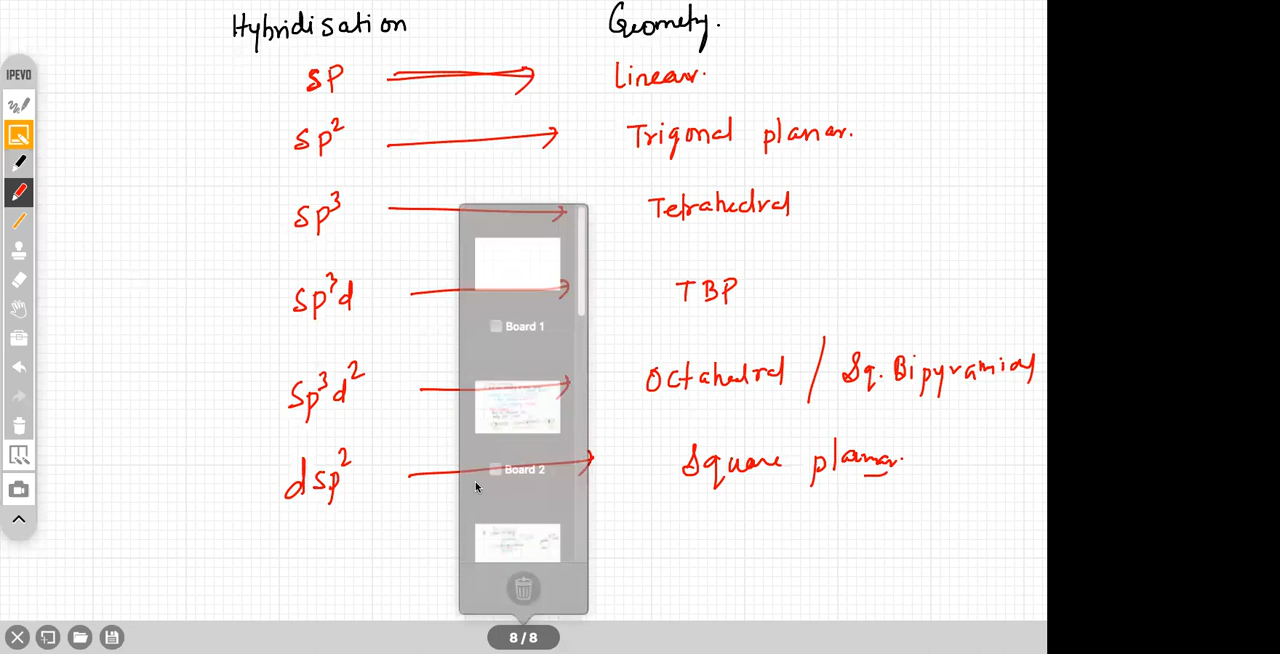 Hybridisation Geometry.
IPEVO
sp Linear.
sp² Trigonal planar.
sp³ Tetrahedral
sp³d TBP
Board 1
sp³d² Octahedral / Sq. Bipyramidal
dsp² Square planar.
Board 2
8/8